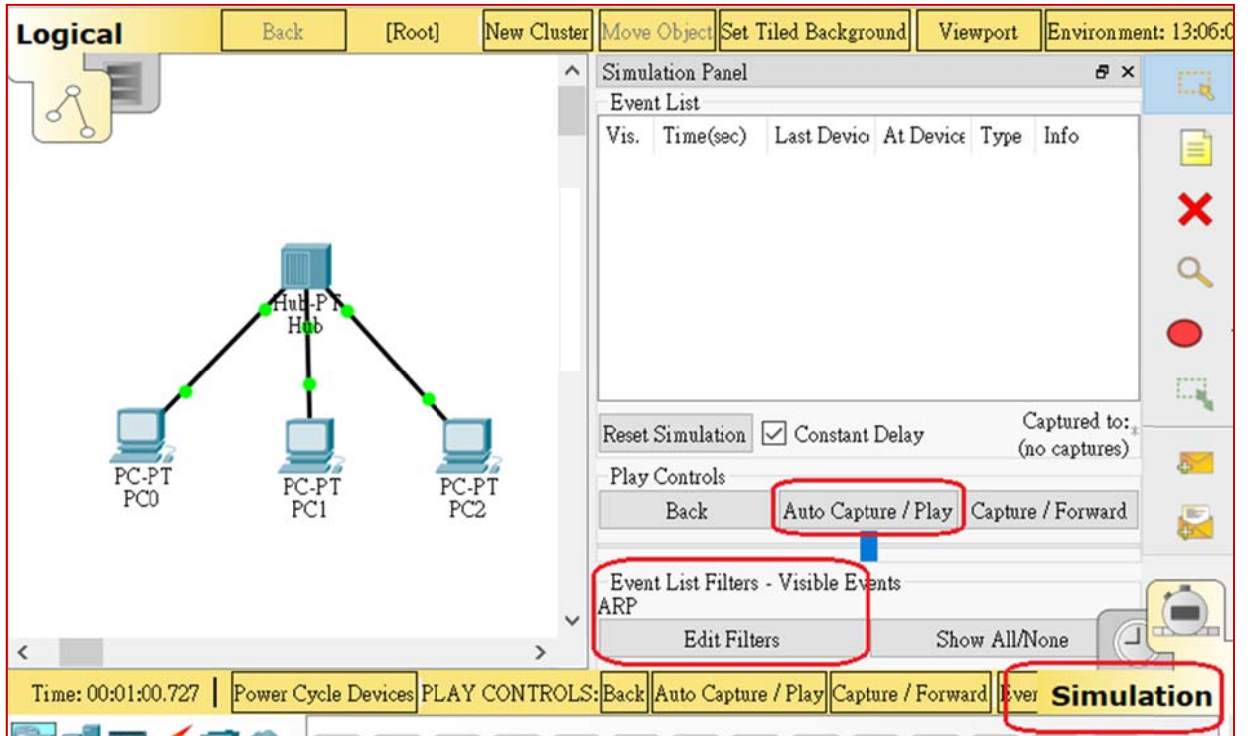 Logical
Back
[Root]
New Cluster
Move Object
Set Tiled Background
Viewport
Environment: 13:06:0
Simulation Panel
Event List
Vis. Time(sec) Last Devic At Device Type Info
Hub-PT
Hub
PC-PT
PC0
PC-PT
PC1
PC-PT
PC2
Reset Simulation
Constant Delay
Captured to:
(no captures)
*
Play Controls
Back
Auto Capture / Play
Capture / Forward
Event List Filters - Visible Events
ARP
Edit Filters
Show All/None
Time: 00:01:00.727
Power Cycle Devices
PLAY CONTROLS:
Back
Auto Capture / Play
Capture / Forward
Ever
Simulation